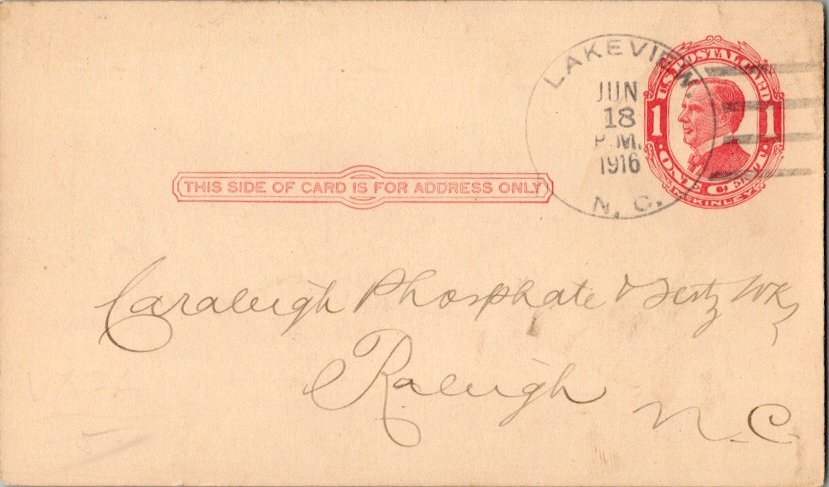 LAKEVIEW.
JUN
18
P.M.
1916
N. C.
U.S. POSTAL CARD
1 1
ONE CENT
McKINLEY
THIS SIDE OF CARD IS FOR ADDRESS ONLY
Caraleigh Phosphate & Fertz Wks
Raleigh
N.C.